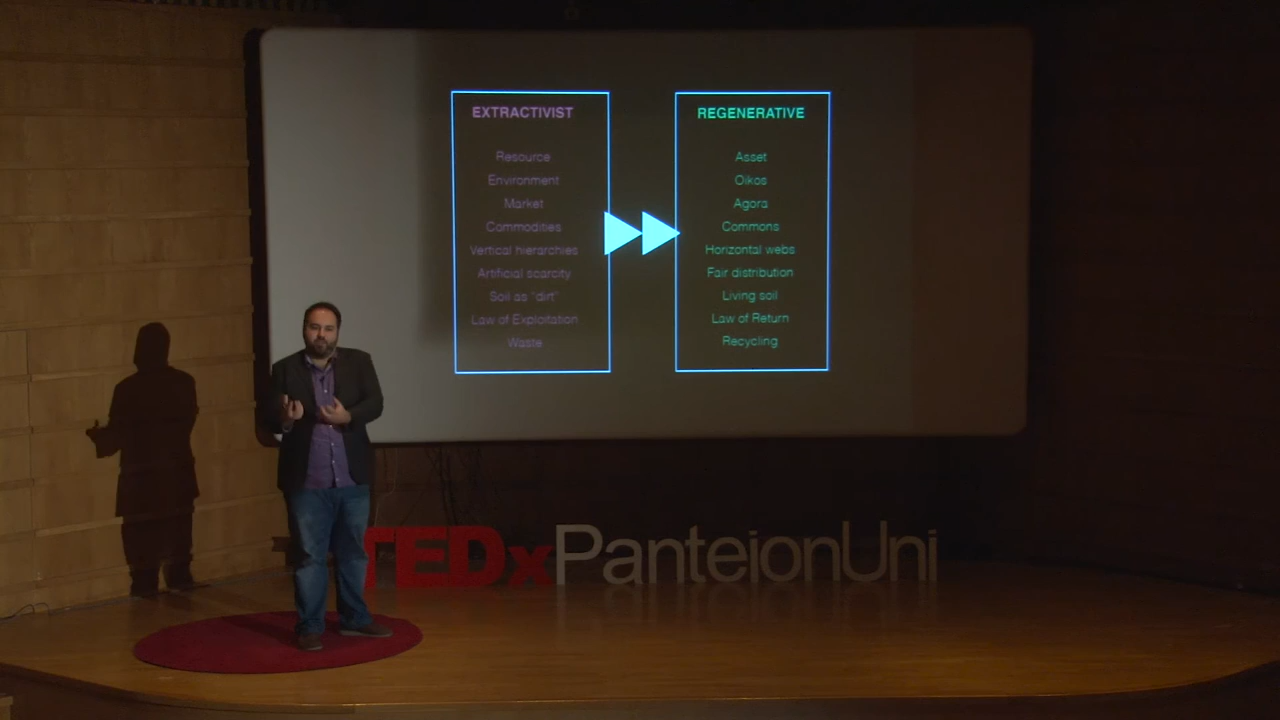 EXTRACTIVIST
Resource
Environment
Market
Commodities
Vertical hierarchies
Artificial scarcity
Soil as "dirt"
Law of Exploitation
Waste
REGENERATIVE
Asset
Oikos
Agora
Commons
Horizontal webs
Fair distribution
Living soil
Law of Return
Recycling
TEDxPanteionUni